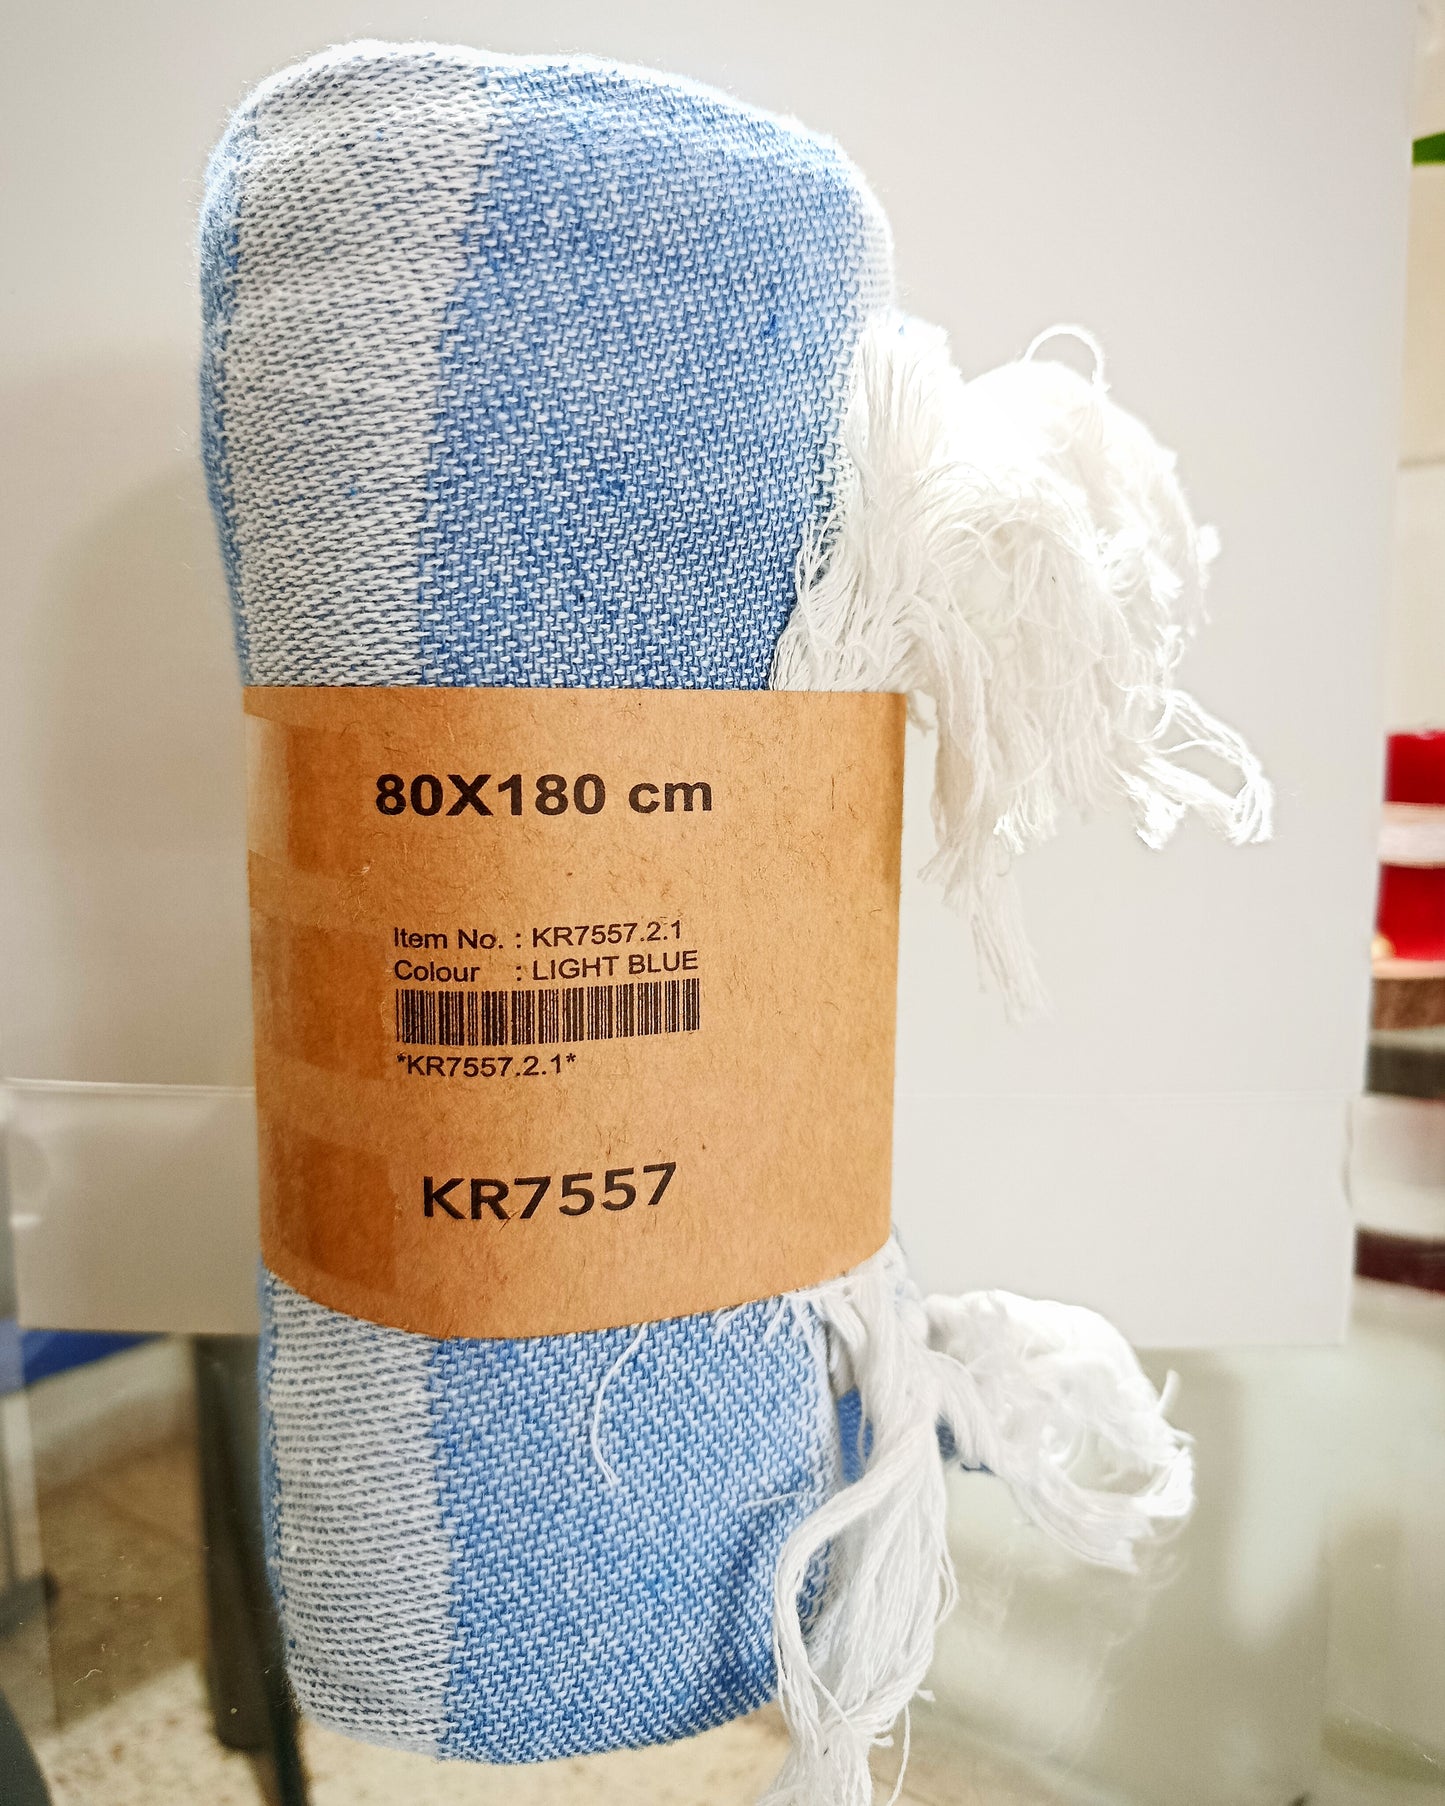 80X180 cm
Item No. : KR7557.2.1
Colour : LIGHT BLUE
*KR7557.2.1*
KR7557